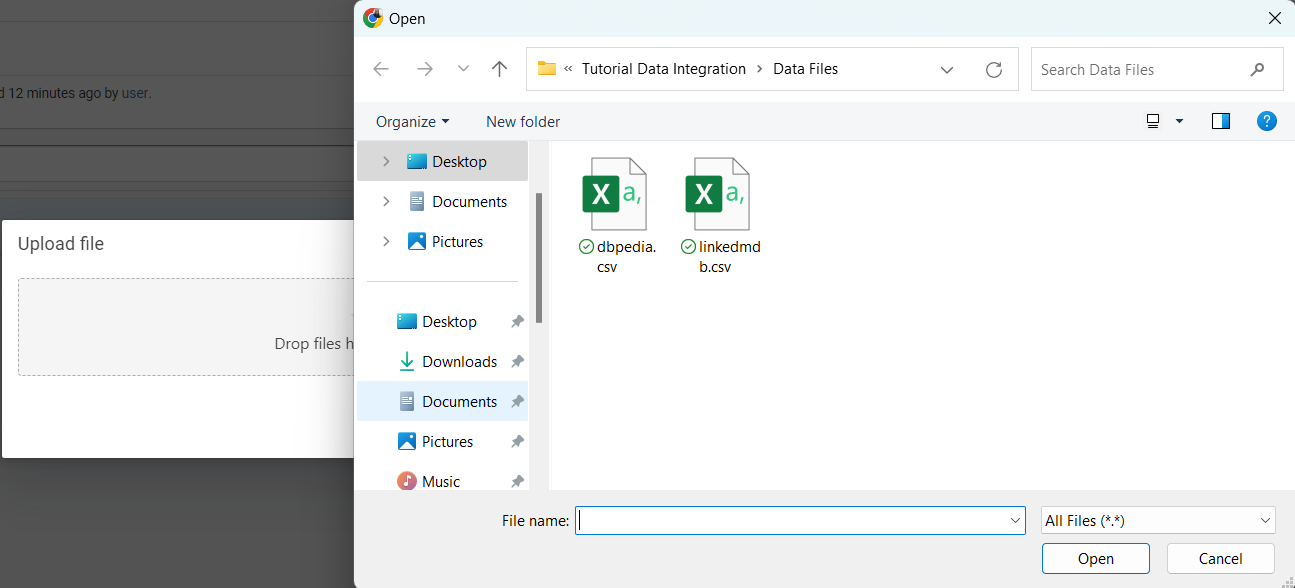 Open
« Tutorial Data Integration > Data Files
Search Data Files
d 12 minutes ago by user.
Organize
New folder
?
Desktop
Documents
Pictures
Desktop
Downloads
Documents
Pictures
Music
X a,
X a,
dbpedia.
csv
linkedmd
b.csv
Upload file
Drop files h
File name:
All Files (*.*)
Open
Cancel